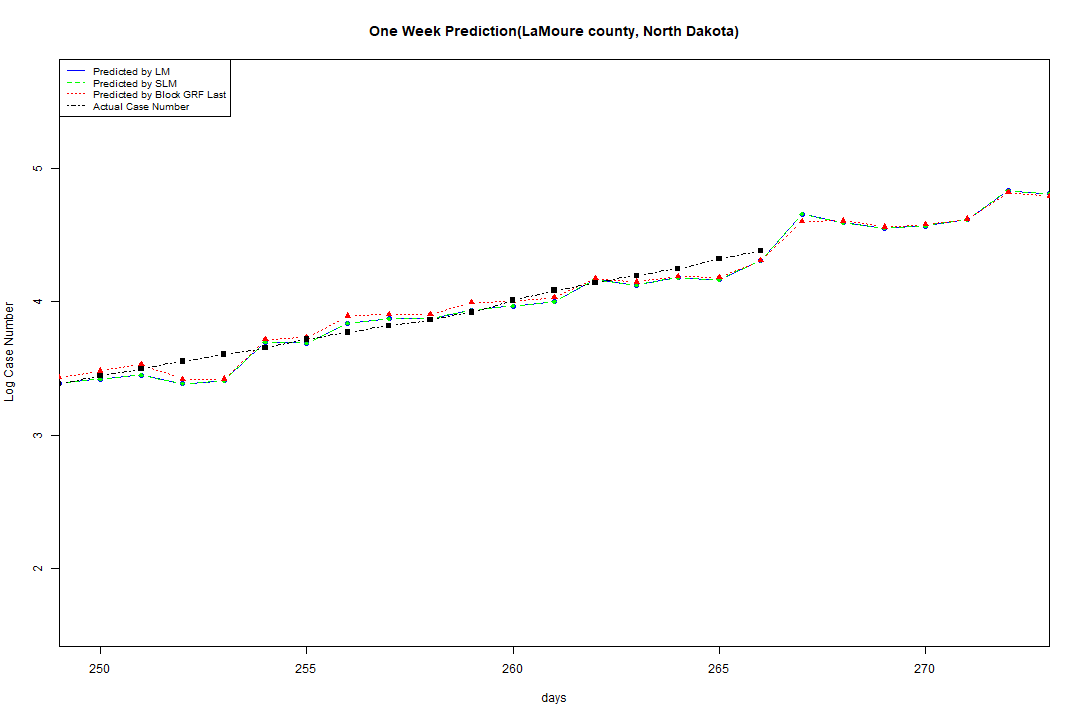 One Week Prediction(LaMoure county, North Dakota)
Predicted by LM
Predicted by SLM
Predicted by Block GRF Last
Actual Case Number
Log Case Number
5
4
3
2
250 255 260 265 270
days